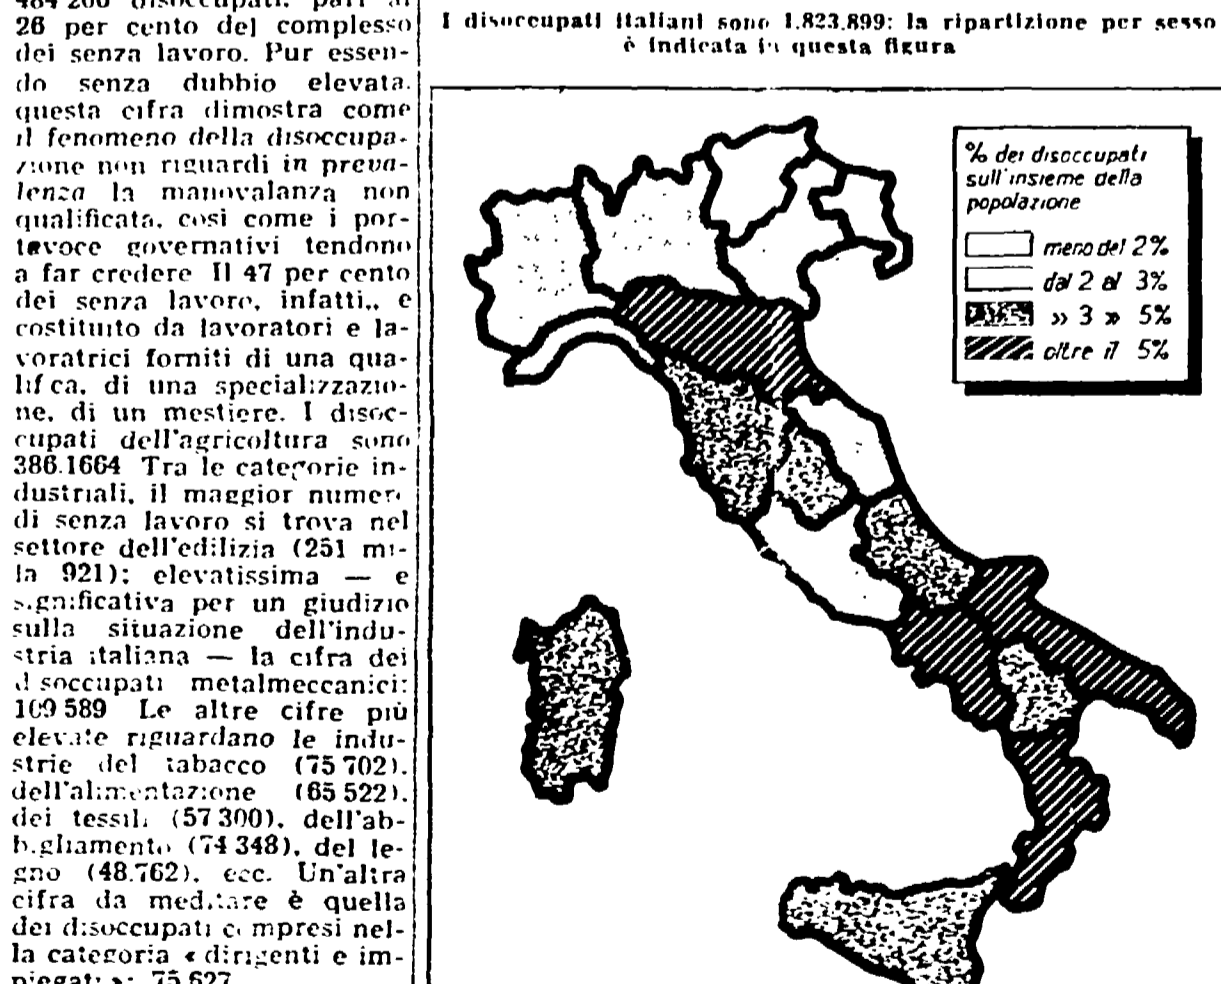 26 per cento del complesso
dei senza lavoro. Pur essen-
do senza dubbio elevata.
questa cifra dimostra come
il fenomeno della disoccupa-
zione non riguardi in preva-
lenza la manovalanza non
qualificata, così come i por-
tavoce governativi tendono
a far credere Il 47 per cento
dei senza lavoro, infatti,, e
costituito da lavoratori e la-
voratrici forniti di una qua-
lif ca, di una specializzazio-
ne, di un mestiere. I disoc-
cupati dell'agricoltura sono
386.1664 Tra le categorie in-
dustriali, il maggior numero
di senza lavoro si trova nel
settore dell'edilizia (251 mi-
la 921); elevatissima — e
significativa per un giudizio
sulla situazione dell'indu-
stria italiana — la cifra dei
d soccupati metalmeccanici:
109 589 Le altre cifre più
elevate riguardano le indu-
strie del tabacco (75 702).
dell'alimentazione (65 522).
dei tessili (57 300). dell'ab-
bigliamento (74 348), del le-
gno (48.762). ecc. Un'altra
cifra da meditare è quella
dei disoccupati compresi nel-
la categoria « dirigenti e im-
piegati »: 75 627
I disoccupati italiani sono 1.823.899: la ripartizione per sesso
è indicata in questa figura
% dei disoccupati
sull'insieme della
popolazione
meno del 2%
dal 2 al 3%
» 3 » 5%
oltre il 5%